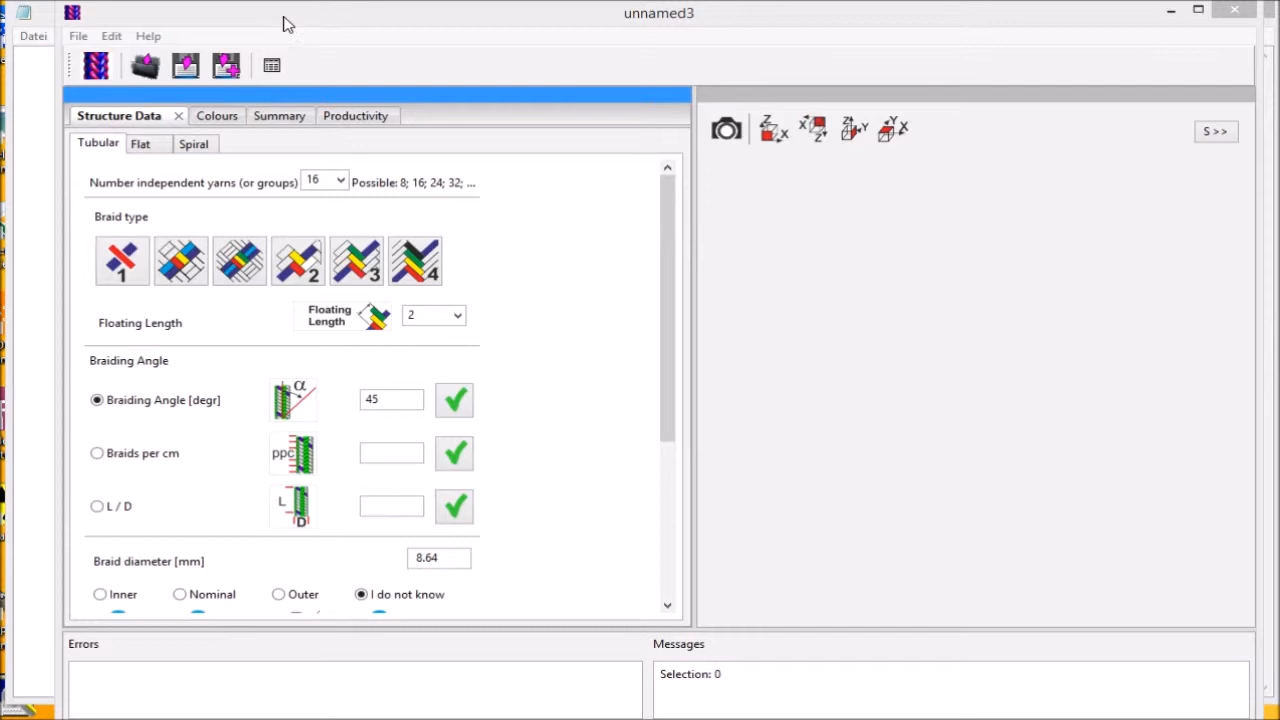 unnamed3
Datei
File Edit Help
Structure Data Colours Summary Productivity
S >>
Tubular Flat Spiral
Number independent yarns (or groups) 16 Possible: 8; 16; 24; 32; ...
Braid type
1 2 3 4
Floating Length Floating Length 2
Braiding Angle
Braiding Angle [degr] α 45
Braids per cm ppc
L / D L D
Braid diameter [mm] 8.64
Inner Nominal Outer I do not know
Errors Messages
Selection: 0
Z X X Z Z Y Y X